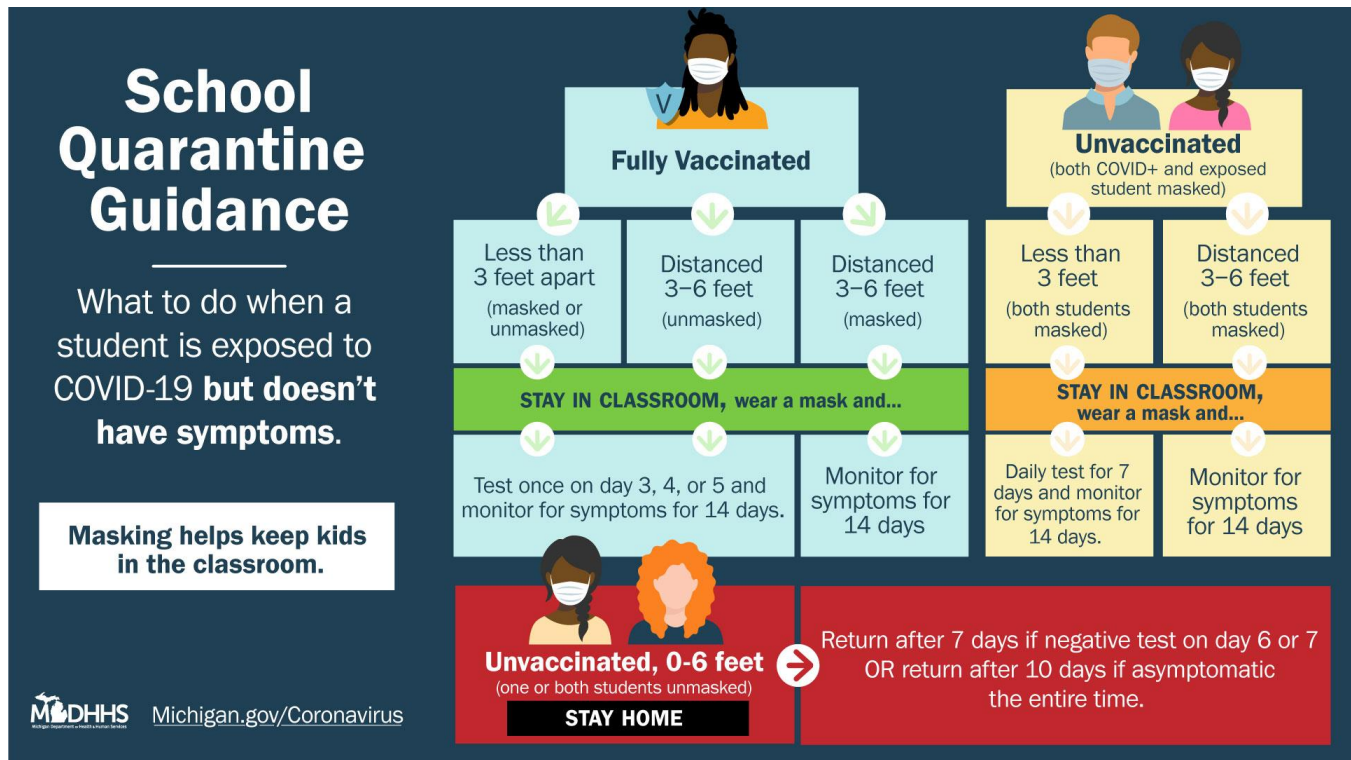 School
Quarantine
Guidance
What to do when a
student is exposed to
COVID-19 but doesn't
have symptoms.
Masking helps keep kids
in the classroom.
MDHHS
Michigan Department of Health & Human Services
Michigan.gov/Coronavirus
V
Fully Vaccinated
Less than
3 feet apart
(masked or
unmasked)
Distanced
3–6 feet
(unmasked)
Distanced
3–6 feet
(masked)
STAY IN CLASSROOM, wear a mask and...
Test once on day 3, 4, or 5 and
monitor for symptoms for 14 days.
Monitor for
symptoms for
14 days
Unvaccinated
(both COVID+ and exposed
student masked)
Less than
3 feet
(both students
masked)
Distanced
3–6 feet
(both students
masked)
STAY IN CLASSROOM,
wear a mask and...
Daily test for 7
days and monitor
for symptoms for
14 days.
Monitor for
symptoms
for 14 days
Unvaccinated, 0-6 feet
(one or both students unmasked)
STAY HOME
Return after 7 days if negative test on day 6 or 7
OR return after 10 days if asymptomatic
the entire time.